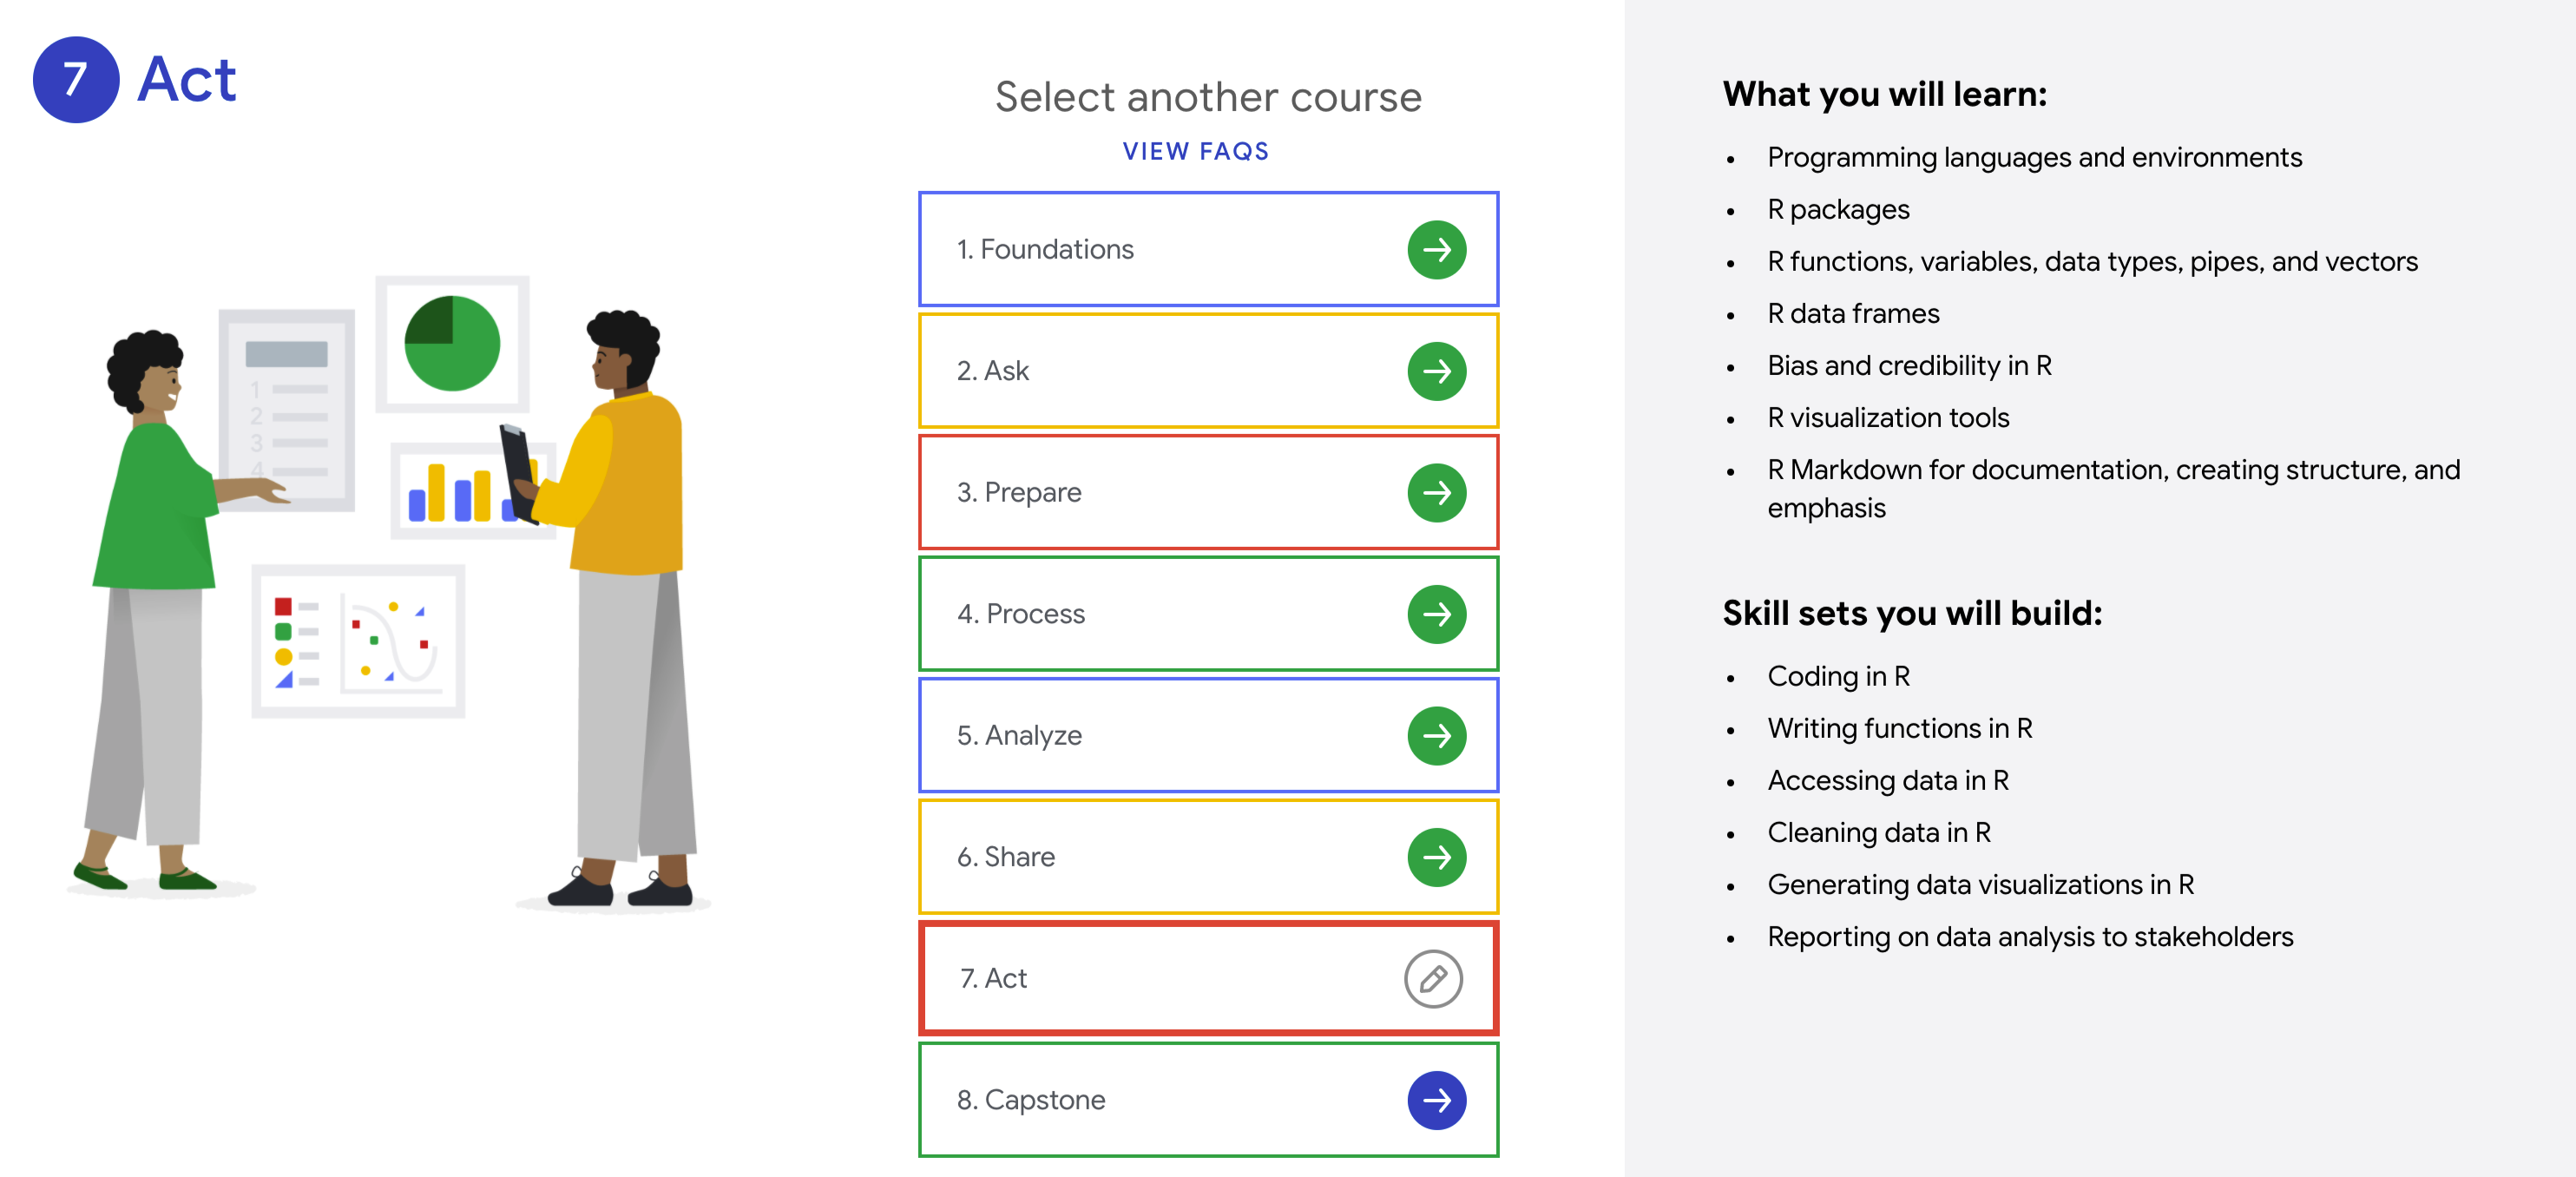 7 Act
1
2
3
4
Select another course
VIEW FAQS
1. Foundations
2. Ask
3. Prepare
4. Process
5. Analyze
6. Share
7. Act
8. Capstone
What you will learn:
• Programming languages and environments
• R packages
• R functions, variables, data types, pipes, and vectors
• R data frames
• Bias and credibility in R
• R visualization tools
• R Markdown for documentation, creating structure, and
emphasis
Skill sets you will build:
• Coding in R
• Writing functions in R
• Accessing data in R
• Cleaning data in R
• Generating data visualizations in R
• Reporting on data analysis to stakeholders